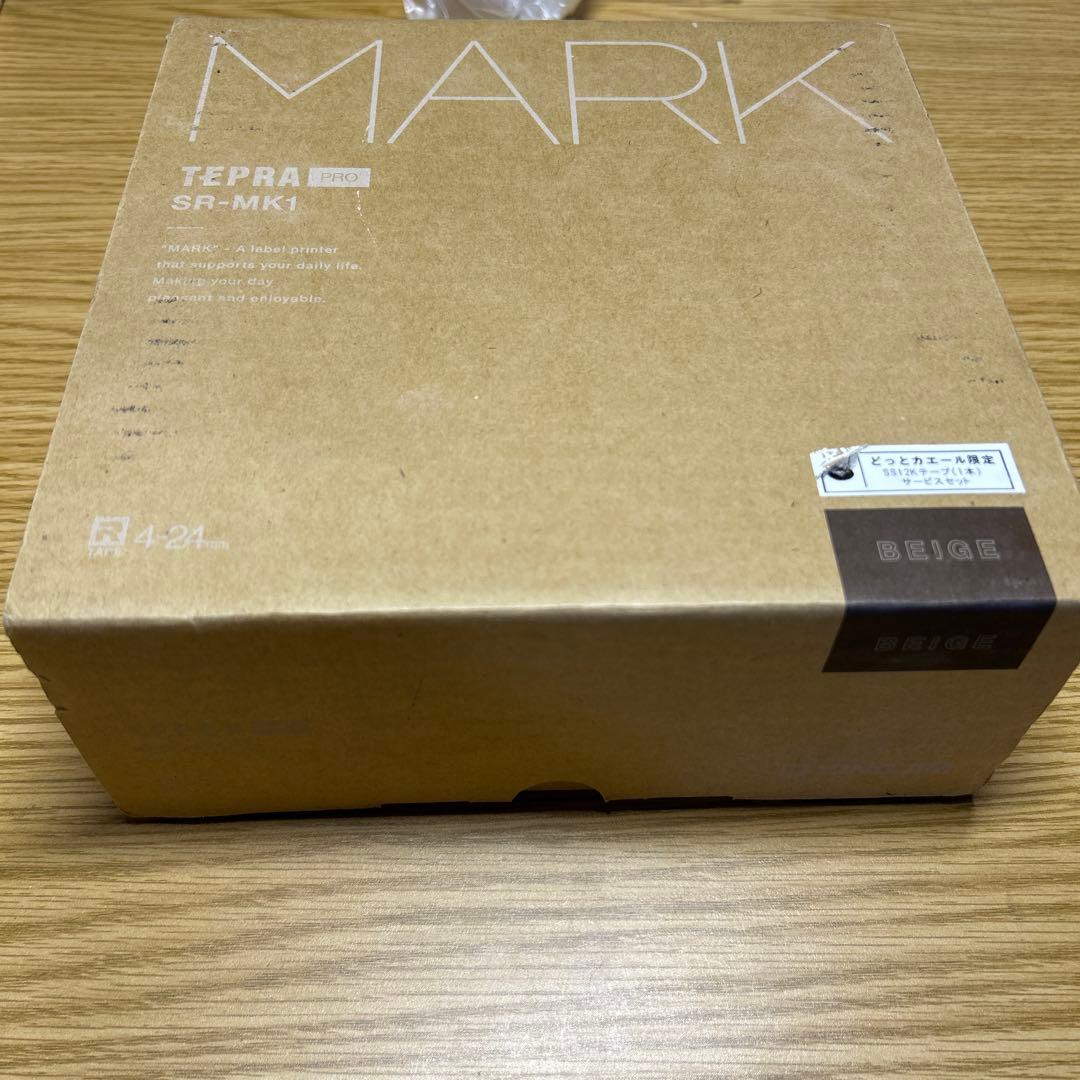 MARK
TEPRA PRO
SR-MK1
"MARK" - A label printer
that supports your daily life.
Making your day
pleasant and enjoyable.
どっとカエール限定
SS12Kテープ(1本)
サービスセット
R
TAPE
4-24mm
BEIGE
BEIGE